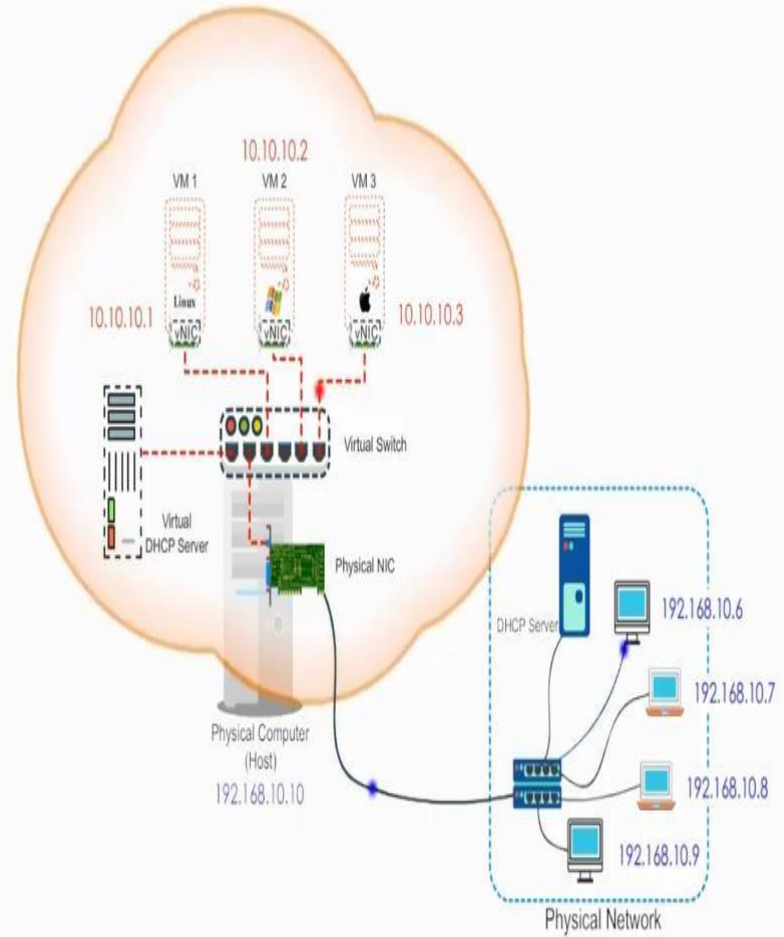 10.10.10.2
VM 1
VM 2
VM 3
Linux
10.10.10.1
vNIC
vNIC
vNIC
10.10.10.3
Virtual Switch
Virtual
DHCP Server
Physical NIC
DHCP Server
192.168.10.6
192.168.10.7
Physical Computer
(Host)
192.168.10.10
192.168.10.8
192.168.10.9
Physical Network